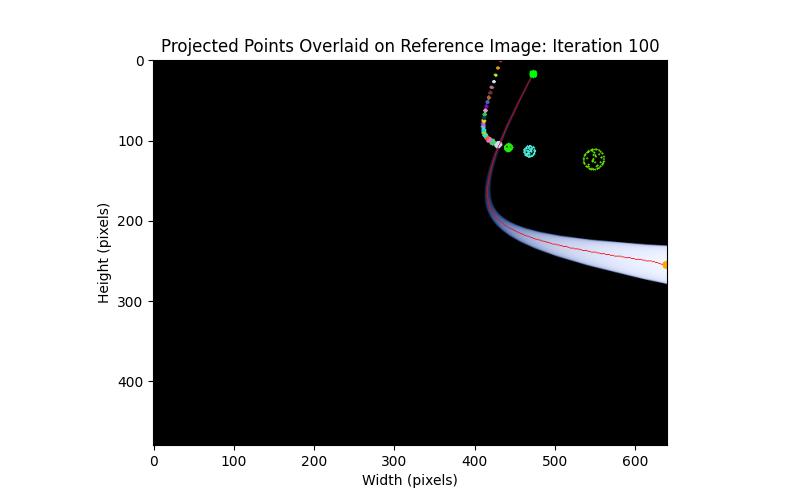 Projected Points Overlaid on Reference Image: Iteration 100
0
100
200
300
400
Height (pixels)
0 100 200 300 400 500 600
Width (pixels)